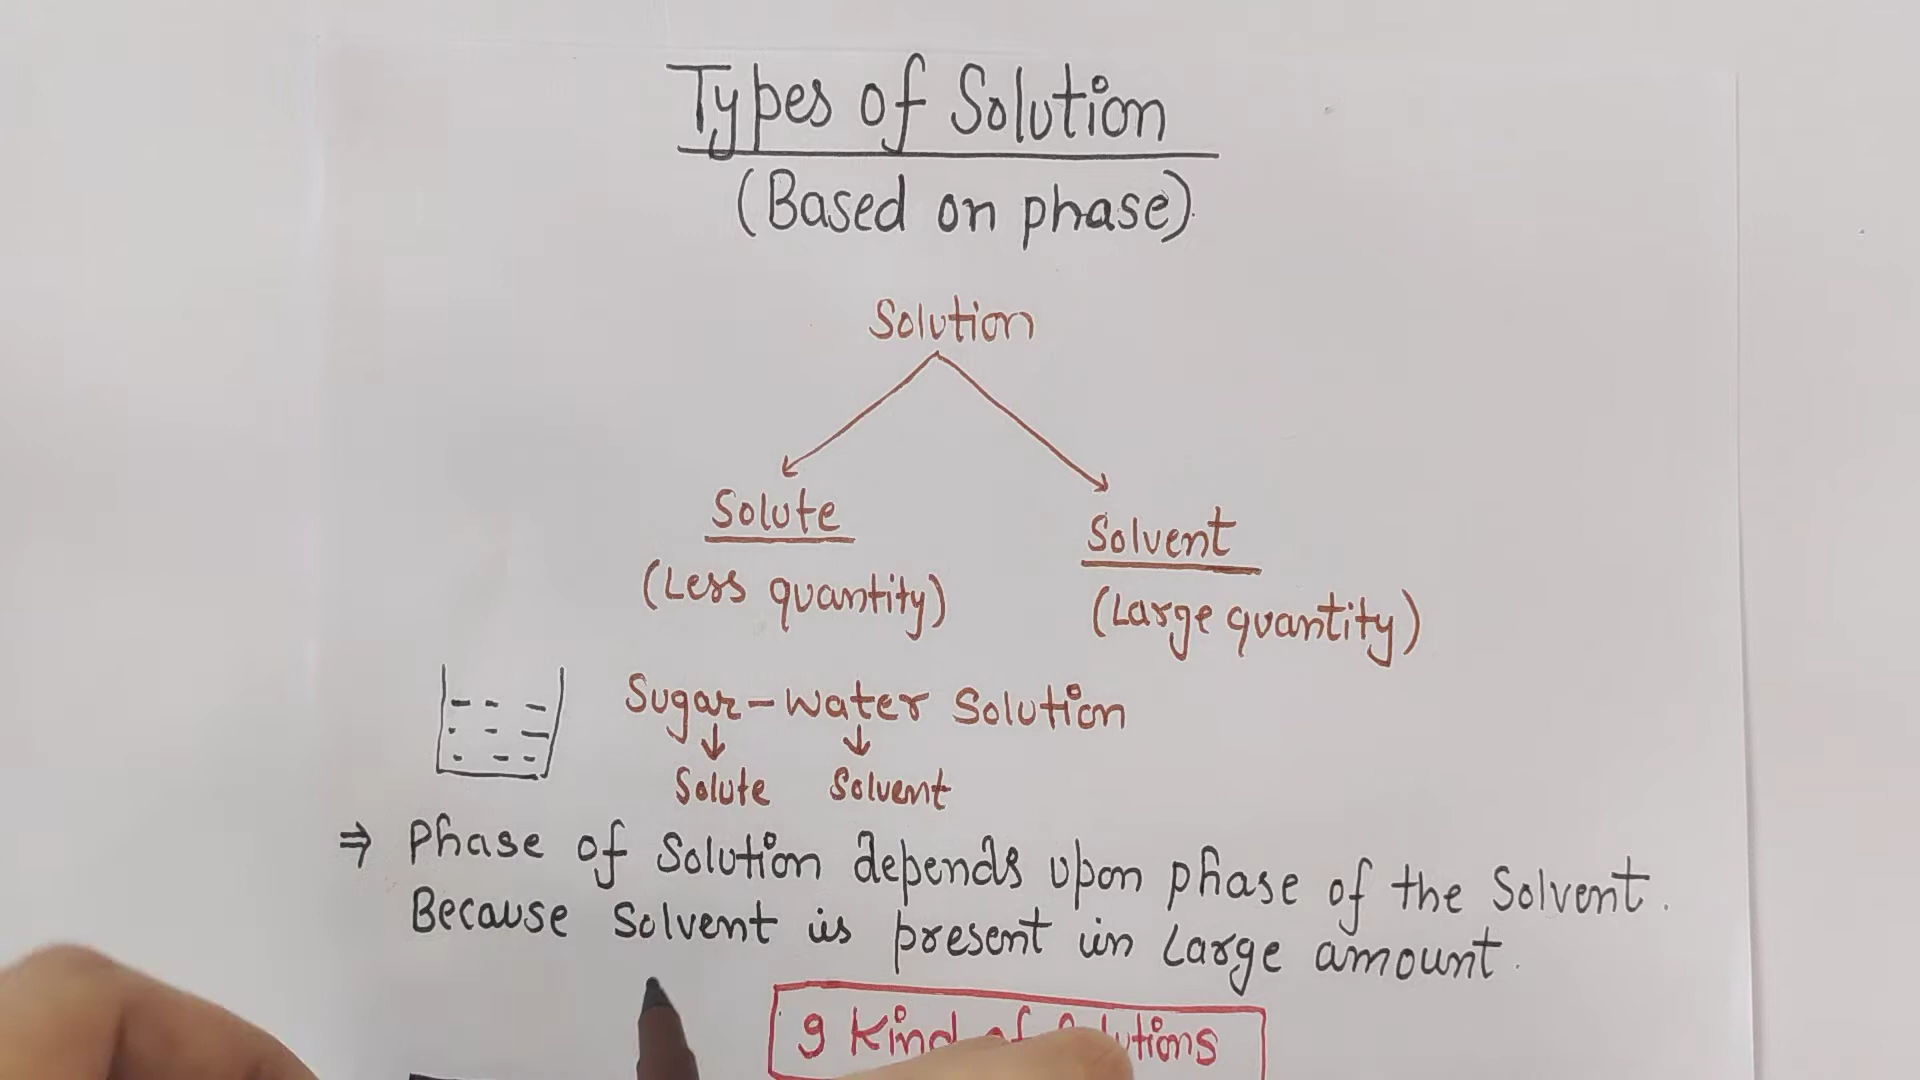 Types of Solution
(Based on phase)
Solution
Solute
Solvent
(Less quantity)
(Large quantity)
Sugar-water Solution
Solute Solvent
⇒ Phase of Solution depends upon phase of the Solvent.
Because Solvent is present in Large amount.
9 Kind of